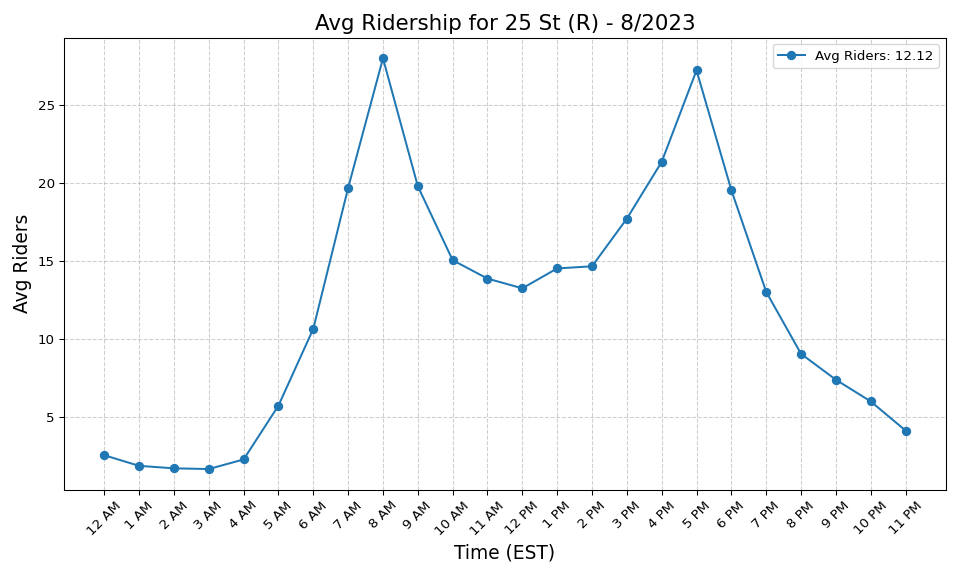 Avg Ridership for 25 St (R) - 8/2023
Avg Riders: 12.12
Avg Riders
25
20
15
10
5
12 AM
1 AM
2 AM
3 AM
4 AM
5 AM
6 AM
7 AM
8 AM
9 AM
10 AM
11 AM
12 PM
1 PM
2 PM
3 PM
4 PM
5 PM
6 PM
7 PM
8 PM
9 PM
10 PM
11 PM
Time (EST)